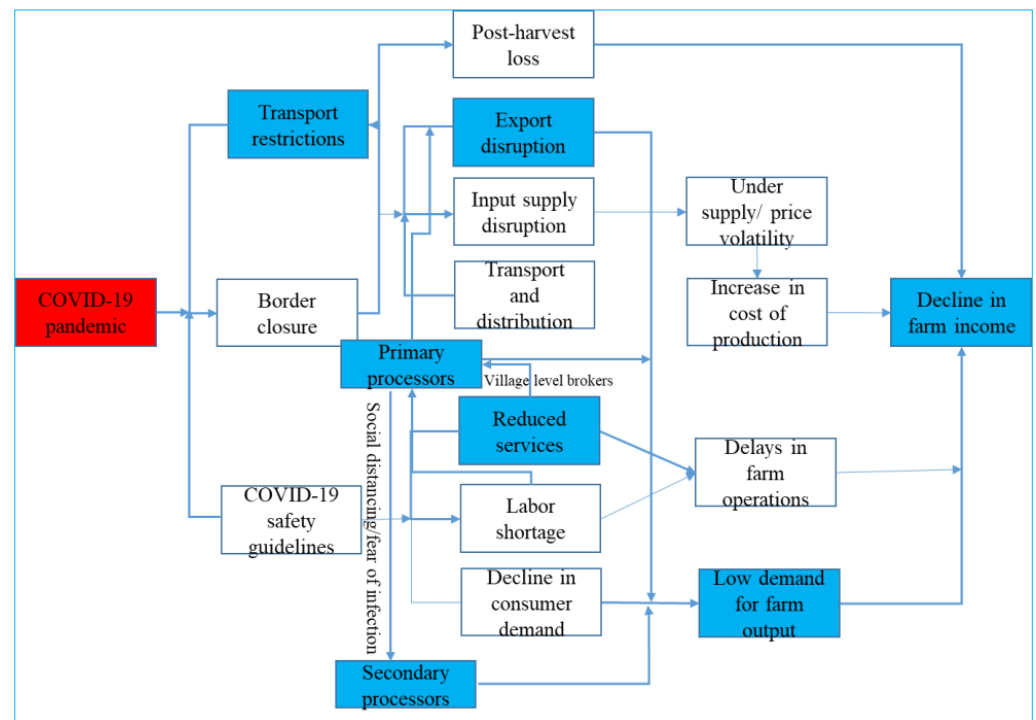 Post-harvest
loss
Transport
restrictions
Export
disruption
Input supply
disruption
Under
supply/ price
volatility
Transport and
distribution
COVID-19
pandemic
Border
closure
Increase in
cost of
production
Decline in
farm income
Primary
processors
Village level brokers
Social distancing/fear of infection
Reduced
services
Delays in
farm
operations
COVID-19
safety
guidelines
Labor
shortage
Decline in
consumer
demand
Low demand
for farm
output
Secondary
processors